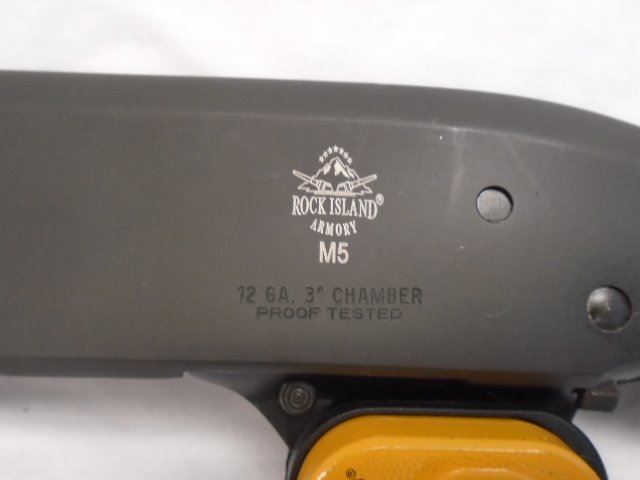 ROCK ISLAND®
ARMORY
M5
12 GA. 3" CHAMBER
PROOF TESTED
®